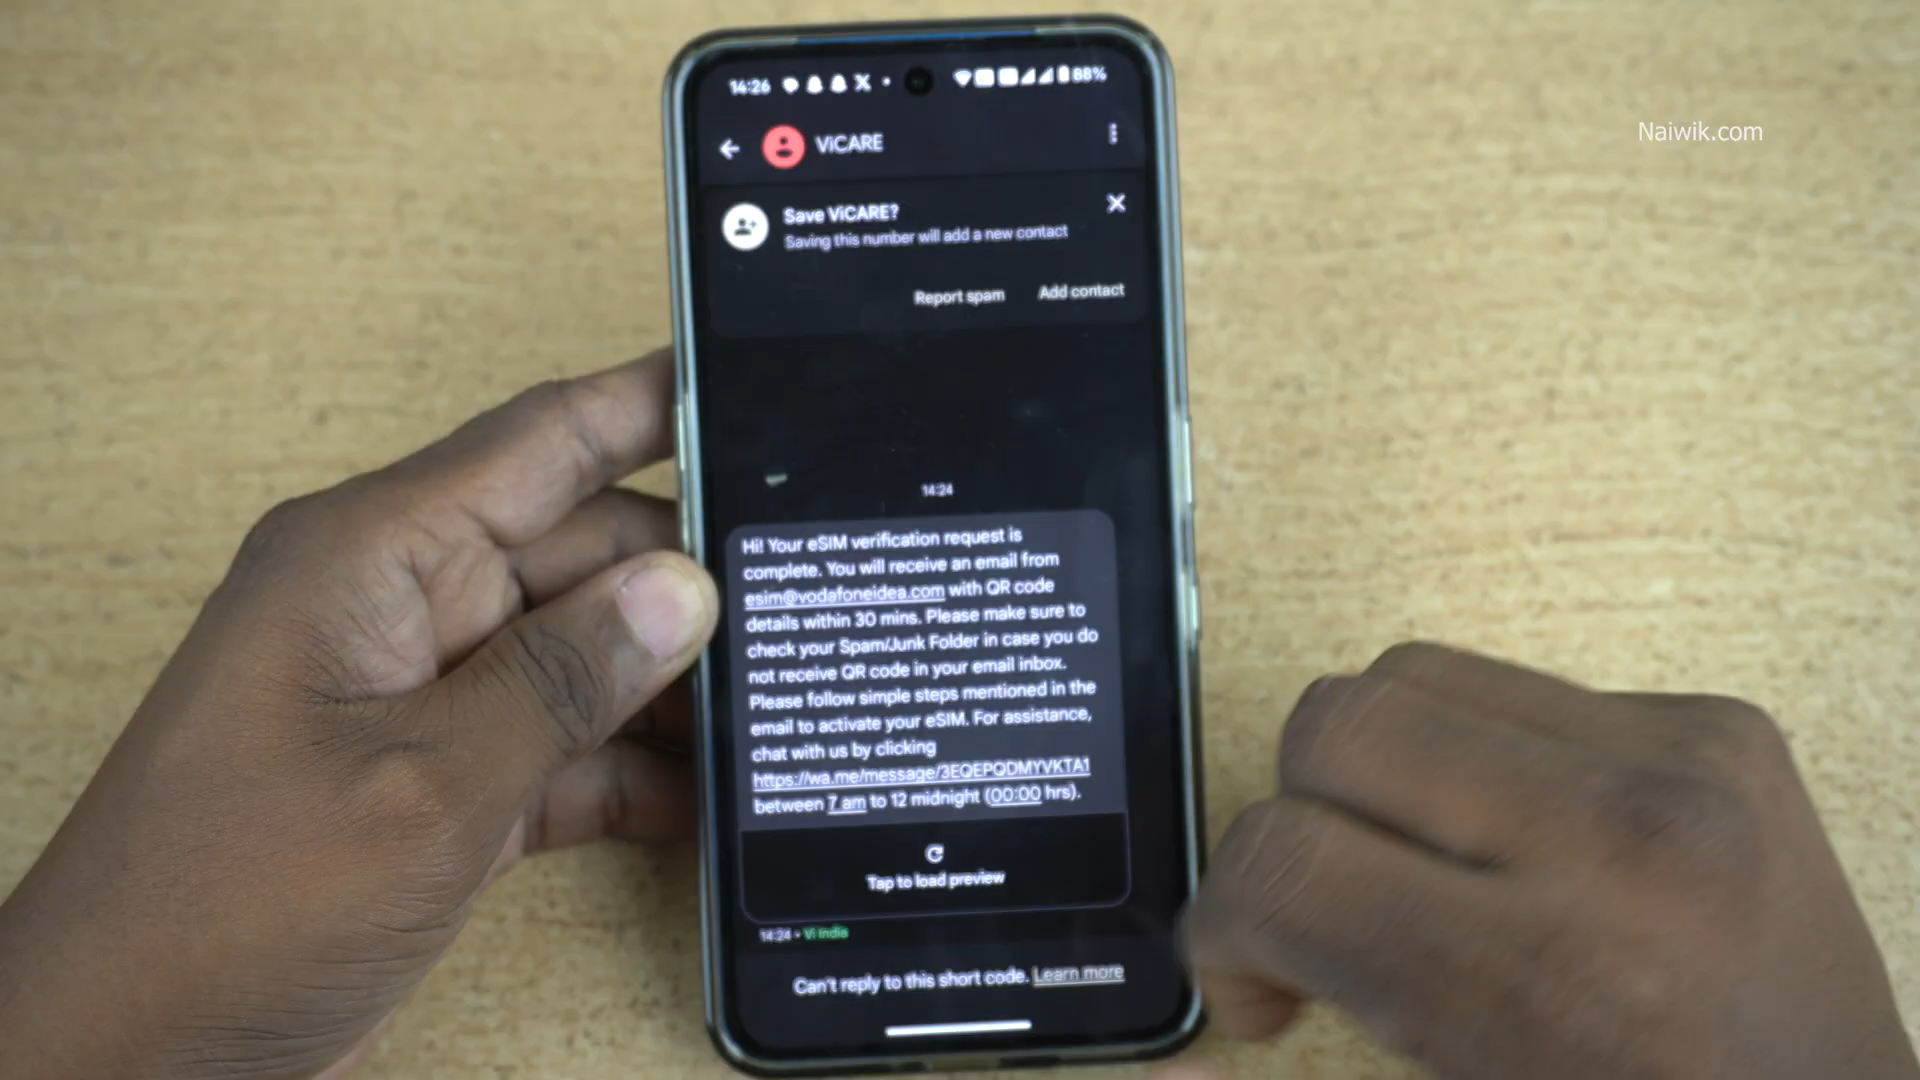 14:26
88%
ViCARE
Naiwik.com
Save ViCARE?
Saving this number will add a new contact
Report spam
Add contact
14:24
Hi! Your eSIM verification request is
complete. You will receive an email from
esim@vodafoneidea.com with QR code
details within 30 mins. Please make sure to
check your Spam/Junk Folder in case you do
not receive QR code in your email inbox.
Please follow simple steps mentioned in the
email to activate your eSIM. For assistance,
chat with us by clicking
https://wa.me/message/3EQEPQDMYVKTA1
between 7 am to 12 midnight (00:00 hrs).
Tap to load preview
14:24 • Vi India
Can't reply to this short code. Learn more